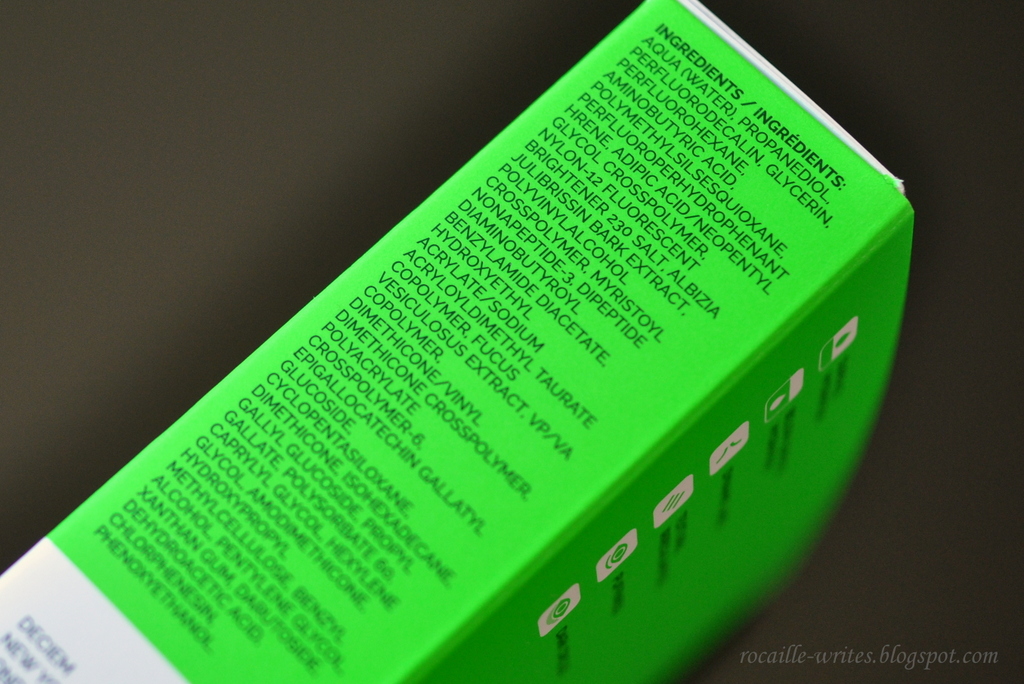 INGREDIENTS / INGRÉDIENTS:
AQUA (WATER), PROPANEDIOL,
PERFLUORODECALIN, GLYCERIN,
PERFLUOROHEXANE,
AMINOBUTYRIC ACID,
POLYMETHYLSILSESQUIOXANE,
PERFLUOROPERHYDROPHENANT
HRENE, ADIPIC ACID/NEOPENTYL
GLYCOL CROSSPOLYMER,
NYLON-12 FLUORESCENT
BRIGHTENER 230 SALT, ALBIZIA
JULIBRISSIN BARK EXTRACT,
POLYVINYLALCOHOL
CROSSPOLYMER, MYRISTOYL
NONAPEPTIDE-3, DIPEPTIDE
DIAMINOBUTYROYL
BENZYLAMIDE DIACETATE,
HYDROXYETHYL
ACRYLATE/SODIUM
ACRYLOYLDIMETHYL TAURATE
COPOLYMER, FUCUS
VESICULOSUS EXTRACT, VP/VA
COPOLYMER,
DIMETHICONE/VINYL
DIMETHICONE CROSSPOLYMER,
POLYACRYLATE
CROSSPOLYMER-6,
EPIGALLOCATECHIN GALLATYL
GLUCOSIDE,
CYCLOPENTASILOXANE,
DIMETHICONE, ISOHEXADECANE,
GALLYL GLUCOSIDE, PROPYL
GALLATE, POLYSORBATE 60,
CAPRYLYL GLYCOL, HEXYLENE
GLYCOL, AMODIMETHICONE,
HYDROXYPROPYL
METHYLCELLULOSE, BENZYL
ALCOHOL, PENTYLENE GLYCOL,
XANTHAN GUM, DIMETHYL ISOSORBIDE,
DEHYDROACETIC ACID,
CHLORPHENESIN,
PHENOXYETHANOL.
DECIEM
NEW
rocaille-writes.blogspot.com